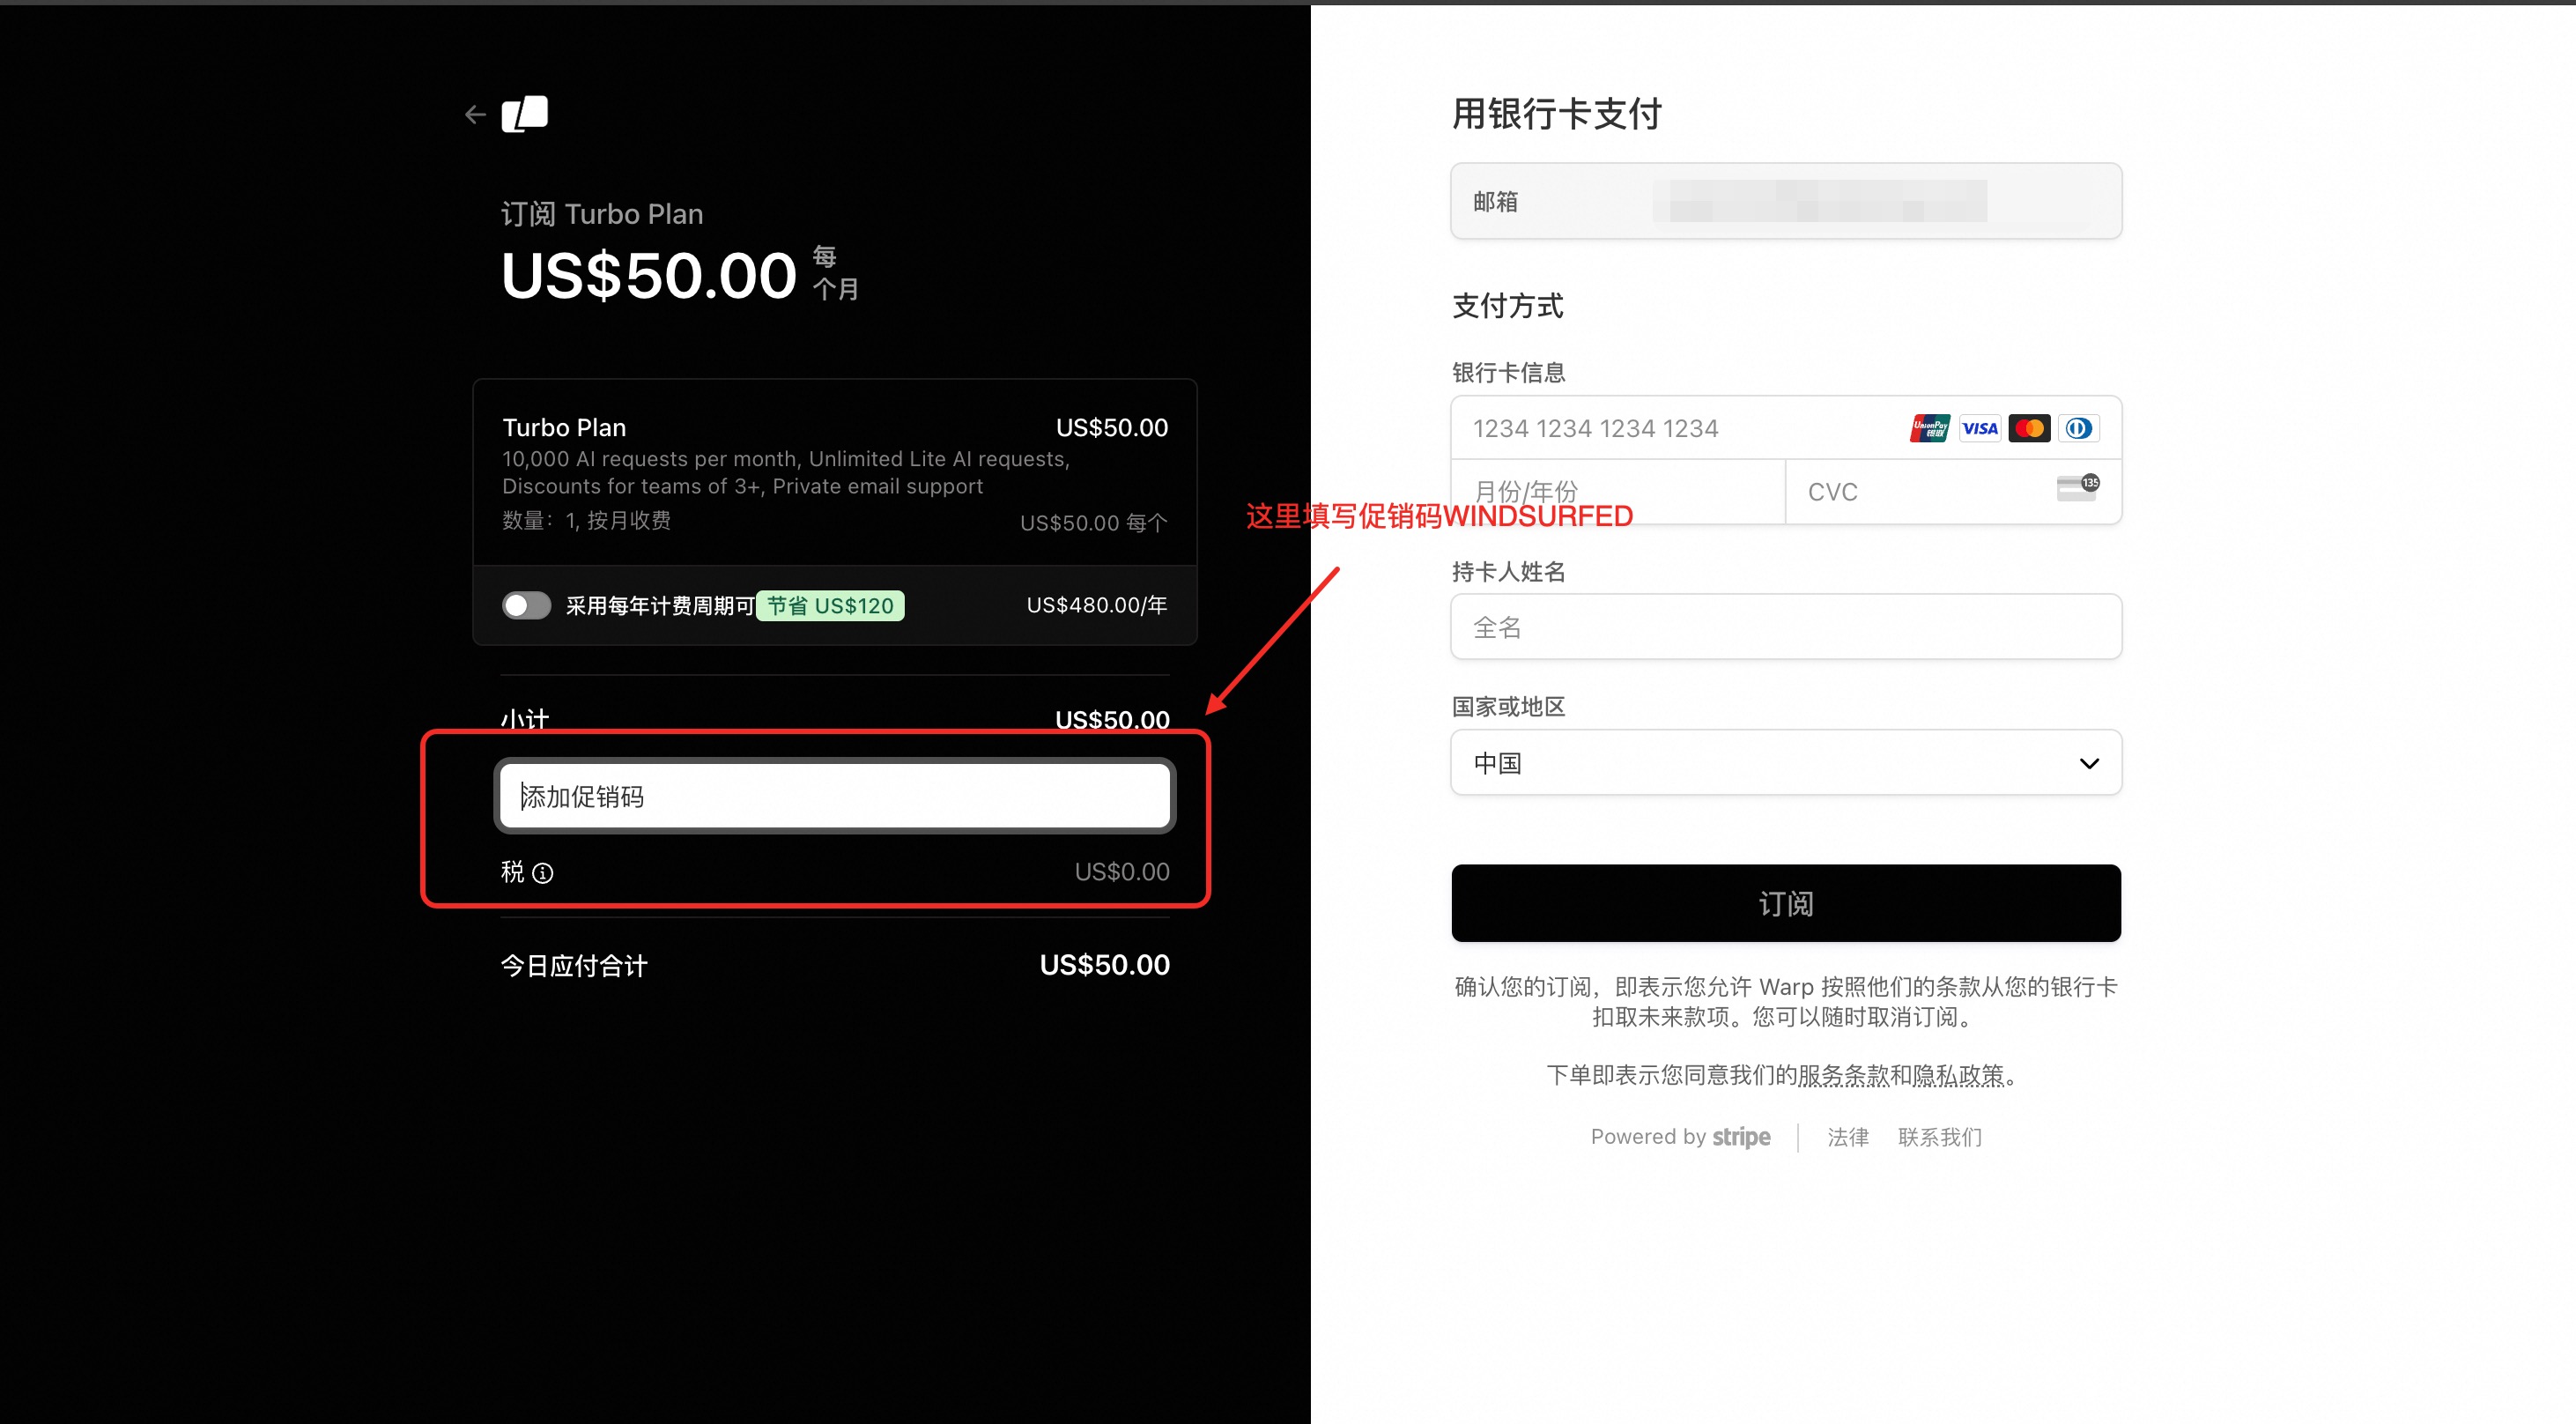 订阅 Turbo Plan
US$50.00 每
个月
Turbo Plan US$50.00
10,000 AI requests per month, Unlimited Lite AI requests,
Discounts for teams of 3+, Private email support
数量：1, 按月收费 US$50.00 每个
采用每年计费周期可 节省 US$120 US$480.00/年
小计 US$50.00
添加促销码
税 US$0.00
今日应付合计 US$50.00
这里填写促销码WINDSURFED
用银行卡支付
邮箱
支付方式
银行卡信息
1234 1234 1234 1234 UnionPay 银联 VISA
月份/年份 CVC 135
持卡人姓名
全名
国家或地区
中国
订阅
确认您的订阅，即表示您允许 Warp 按照他们的条款从您的银行卡
扣取未来款项。您可以随时取消订阅。
下单即表示您同意我们的服务条款和隐私政策。
Powered by stripe 法律 联系我们